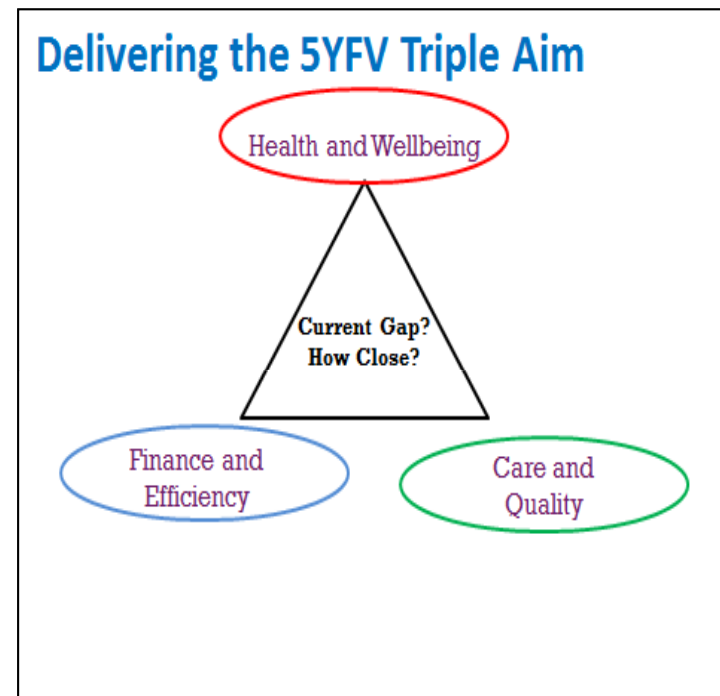 Delivering the 5YFV Triple Aim
Health and Wellbeing
Current Gap?
How Close?
Finance and
Efficiency
Care and
Quality